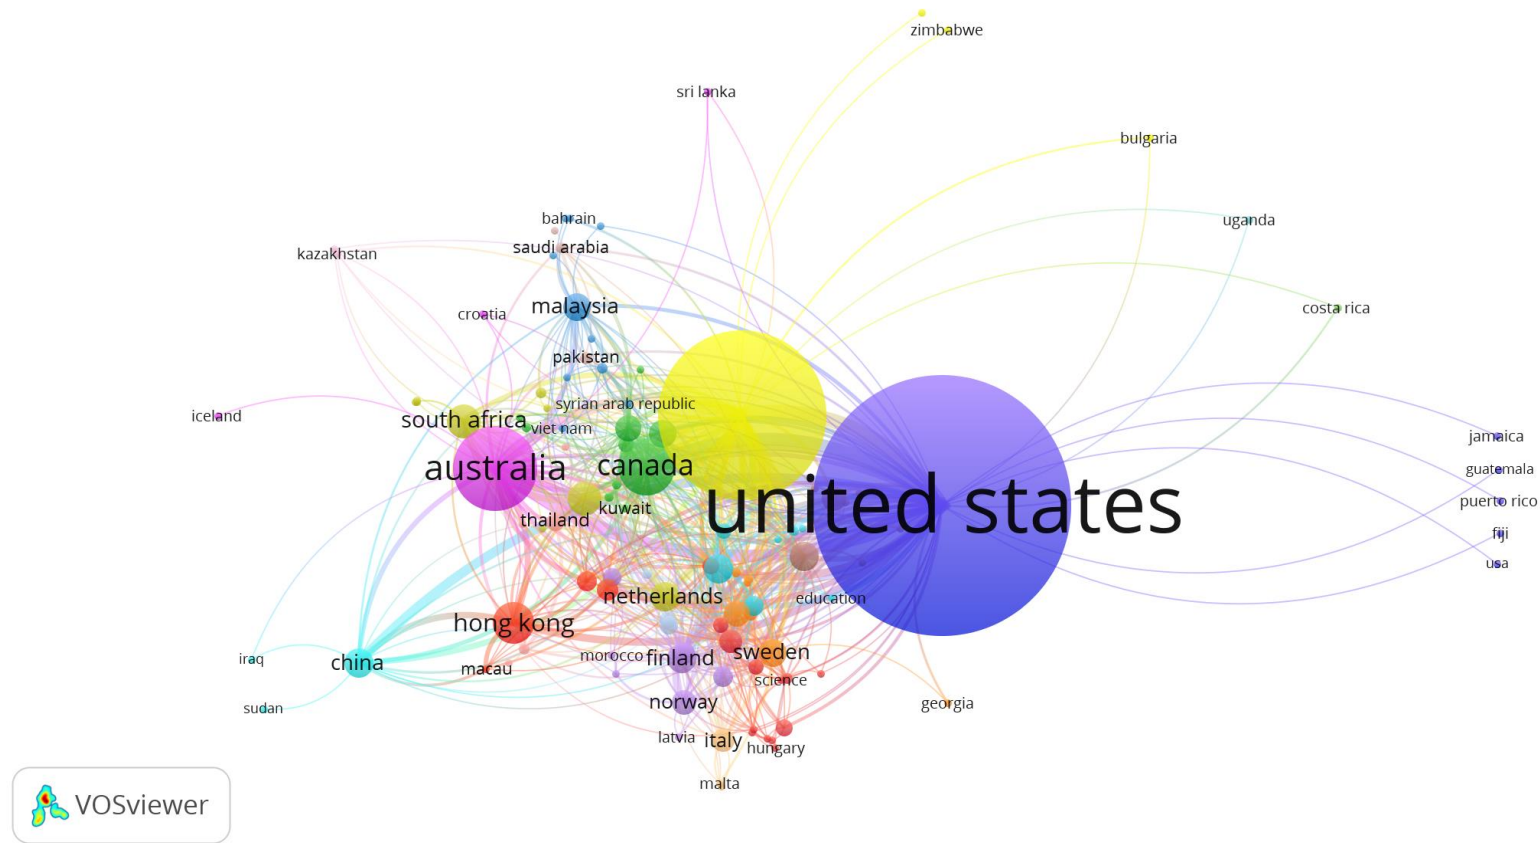 zimbabwe
sri lanka
bulgaria
bahrain
uganda
saudi arabia
kazakhstan
malaysia
costa rica
croatia
pakistan
syrian arab republic
iceland
south africa
viet nam
jamaica
australia
canada
guatemala
united states
puerto rico
kuwait
thailand
fiji
usa
netherlands
education
hong kong
morocco
finland
sweden
iraq
china
macau
science
norway
georgia
sudan
latvia
italy
hungary
malta
VOSviewer